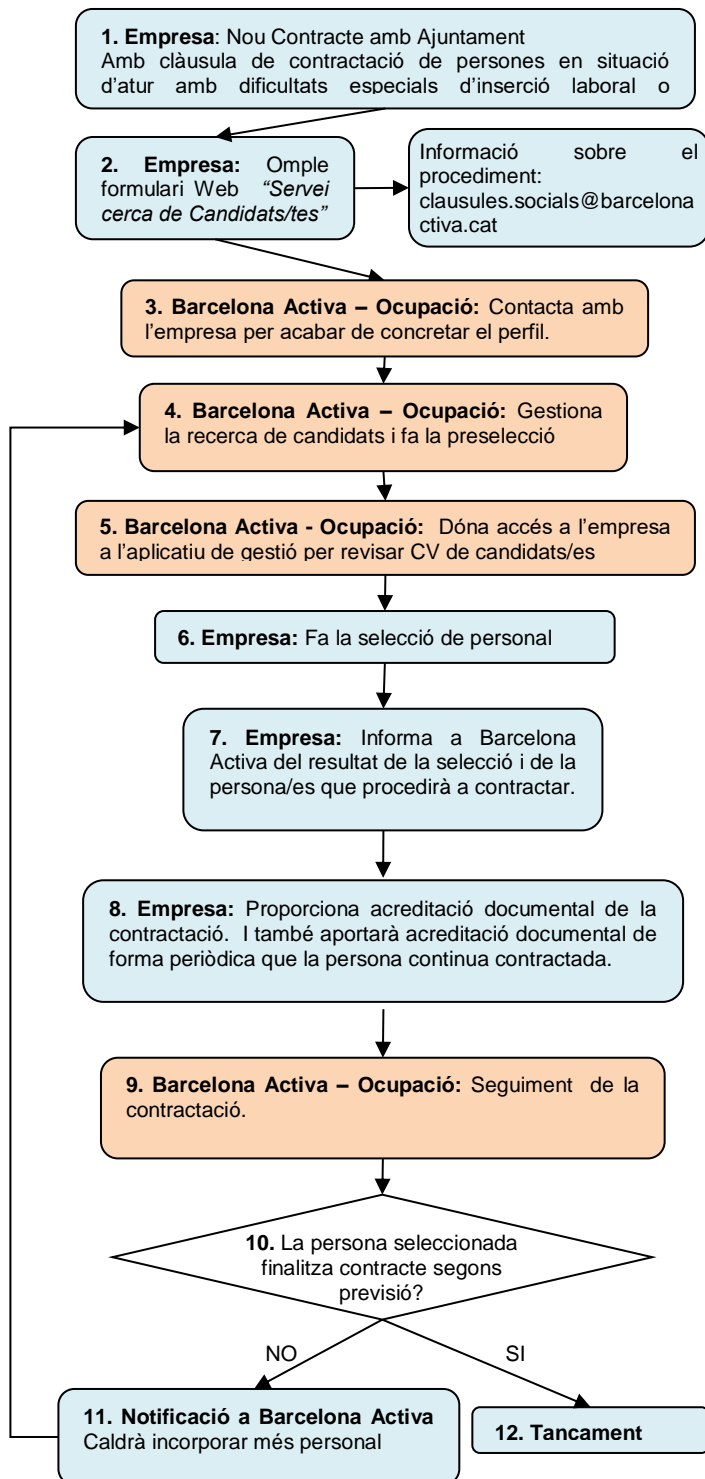 1. Empresa: Nou Contracte amb Ajuntament
Amb clàusula de contractació de persones en situació
d’atur amb dificultats especials d’inserció laboral o
2. Empresa: Omple
formulari Web “Servei
cerca de Candidats/tes”
Informació sobre el
procediment:
clausules.socials@barcelona
ctiva.cat
3. Barcelona Activa – Ocupació: Contacta amb
l’empresa per acabar de concretar el perfil.
4. Barcelona Activa – Ocupació: Gestiona
la recerca de candidats i fa la preselecció
5. Barcelona Activa - Ocupació: Dóna accés a l’empresa
a l’aplicatiu de gestió per revisar CV de candidats/es
6. Empresa: Fa la selecció de personal
7. Empresa: Informa a Barcelona
Activa del resultat de la selecció i de la
persona/es que procedirà a contractar.
8. Empresa: Proporciona acreditació documental de la
contractació. I també aportarà acreditació documental de
forma periòdica que la persona continua contractada.
9. Barcelona Activa – Ocupació: Seguiment de la
contractació.
10. La persona seleccionada
finalitza contracte segons
previsió?
NO
SI
11. Notificació a Barcelona Activa
Caldrà incorporar més personal
12. Tancament